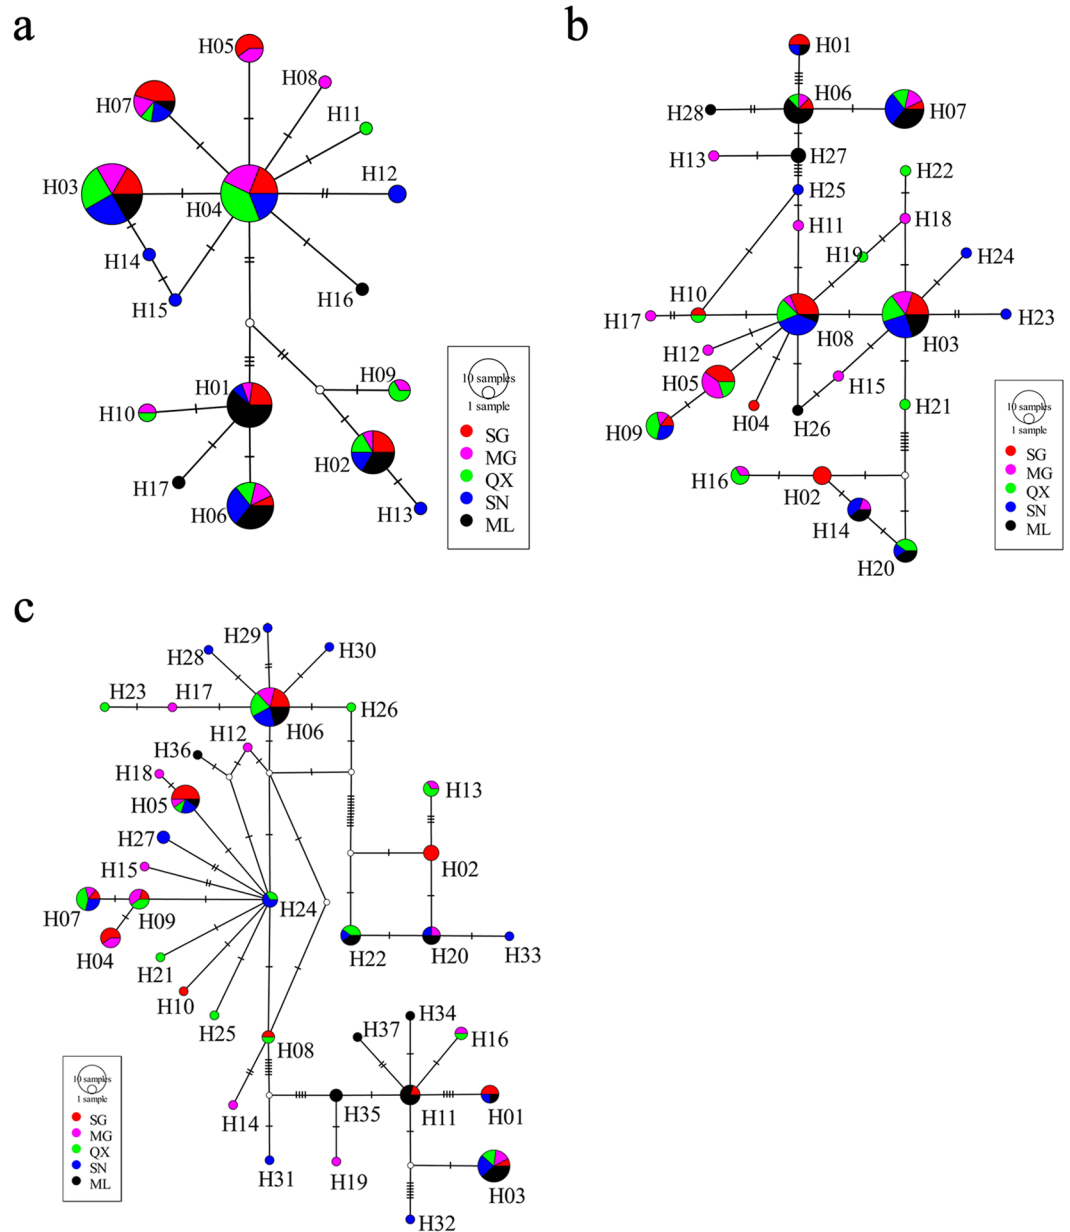 a
H05
H08
H07
H11
H03
H04
H12
H14
H15
H16
H01
H09
H10
H02
H17
H06
H13
10 samples
1 sample
SG
MG
QX
SN
ML
b
H01
H06
H28
H07
H13
H27
H22
H25
H18
H11
H19
H24
H10
H17
H08
H03
H23
H12
H05
H15
H04
H26
H21
H09
H16
H02
H14
H20
10 samples
1 sample
SG
MG
QX
SN
ML
c
H29
H28
H30
H23
H17
H26
H06
H12
H36
H18
H13
H05
H27
H02
H15
H24
H07
H09
H04
H22
H20
H33
H21
H10
H25
H34
H37
H16
H08
H14
H35
H11
H01
H31
H19
H03
H32
10 samples
1 sample
SG
MG
QX
SN
ML